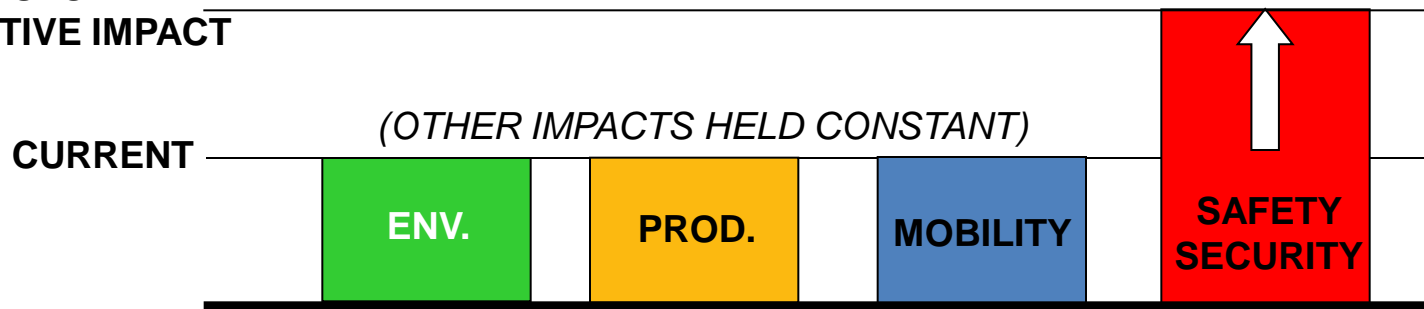 TIVE IMPACT
(OTHER IMPACTS HELD CONSTANT)
CURRENT
ENV.
PROD.
MOBILITY
SAFETY
SECURITY